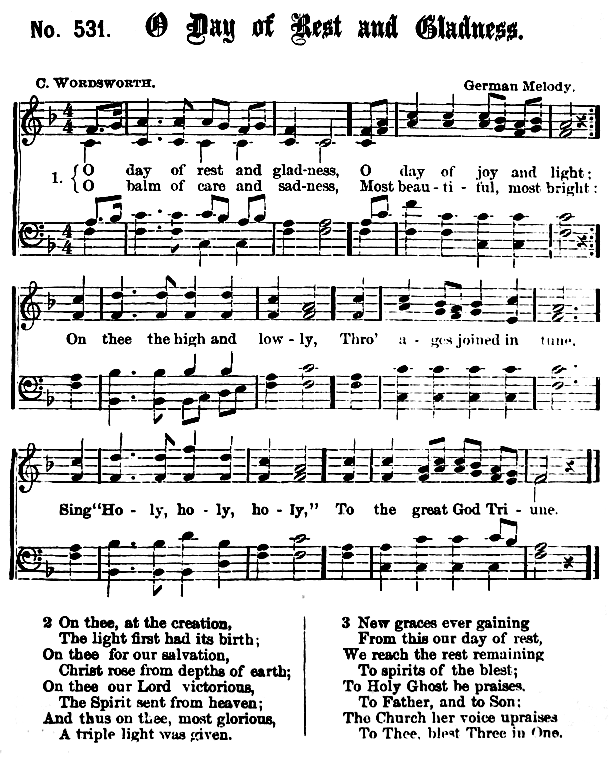 No. 531. O Day of Rest and Gladness.
C. WORDSWORTH. German Melody.
1. { O day of rest and glad-ness, O day of joy and light;
{ O balm of care and sad-ness, Most beau-ti-ful, most bright:
On thee the high and low-ly, Thro' a-ges joined in tune,
Sing "Ho-ly, ho-ly, ho-ly," To the great God Tri-une.
2 On thee, at the creation,
The light first had its birth;
On thee for our salvation,
Christ rose from depths of earth;
On thee our Lord victorious,
The Spirit sent from heaven;
And thus on thee, most glorious,
A triple light was given.
3 New graces ever gaining
From this our day of rest,
We reach the rest remaining
To spirits of the blest;
To Holy Ghost be praises,
To Father, and to Son;
The Church her voice upraises
To Thee, blest Three in One.